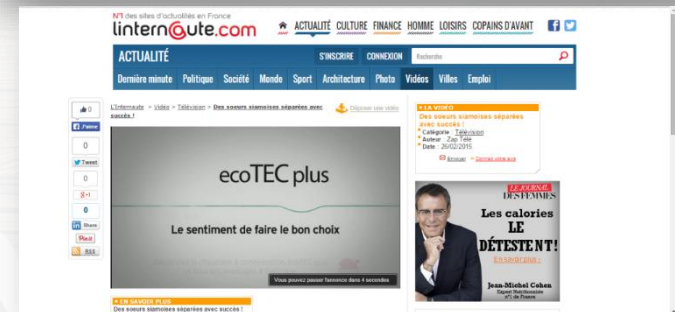 N°1 des sites d'actualités en France
lintern@ute.com
ACTUALITÉ CULTURE FINANCE HOMME LOISIRS COPAINS D'AVANT
ACTUALITÉ
S'INSCRIRE CONNEXION Recherche
Dernière minute Politique Société Monde Sport Architecture Photo Vidéos Villes Emploi
L'Internaute > Vidéo > Télévision > Des soeurs siamoises séparées avec succès !
Déposer une vidéo
0
J'aime
0
Tweet
0
g+1
0
Share
Pin it
RSS
ecoTEC plus
Le sentiment de faire le bon choix
Vous pouvez passer l'annonce dans 4 secondes
LA VIDÉO
Des soeurs siamoises séparées
avec succès !
Catégorie : Télévision
Auteur : Zap Télé
Date : 26/02/2015
Envoyer > Donnez votre avis
LE JOURNAL
DES FEMMES
Les calories
LE
DÉTESTENT!
En savoir plus :
Jean-Michel Cohen
Expert Nutritionniste
n°1 de France
EN SAVOIR PLUS
Des soeurs siamoises séparées avec succès !